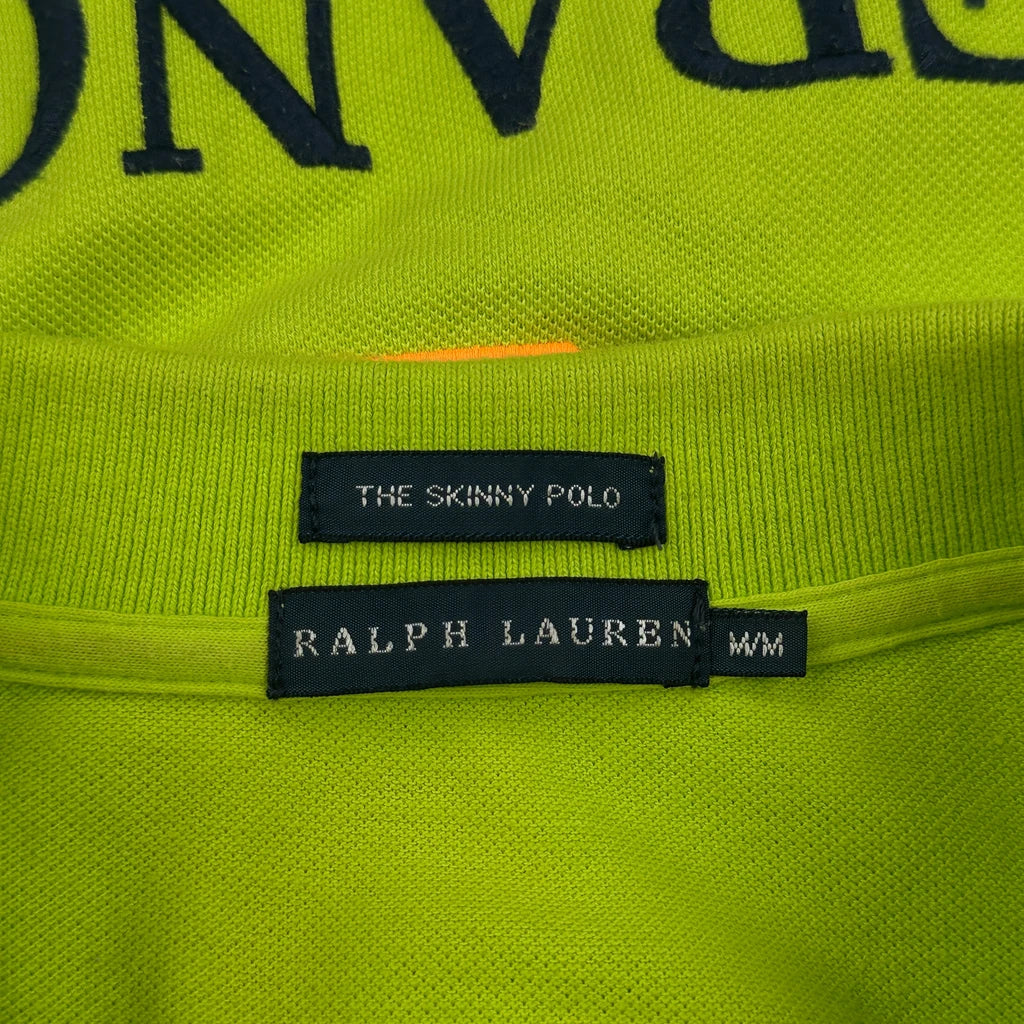 THE SKINNY POLO
RALPH LAUREN
M/M